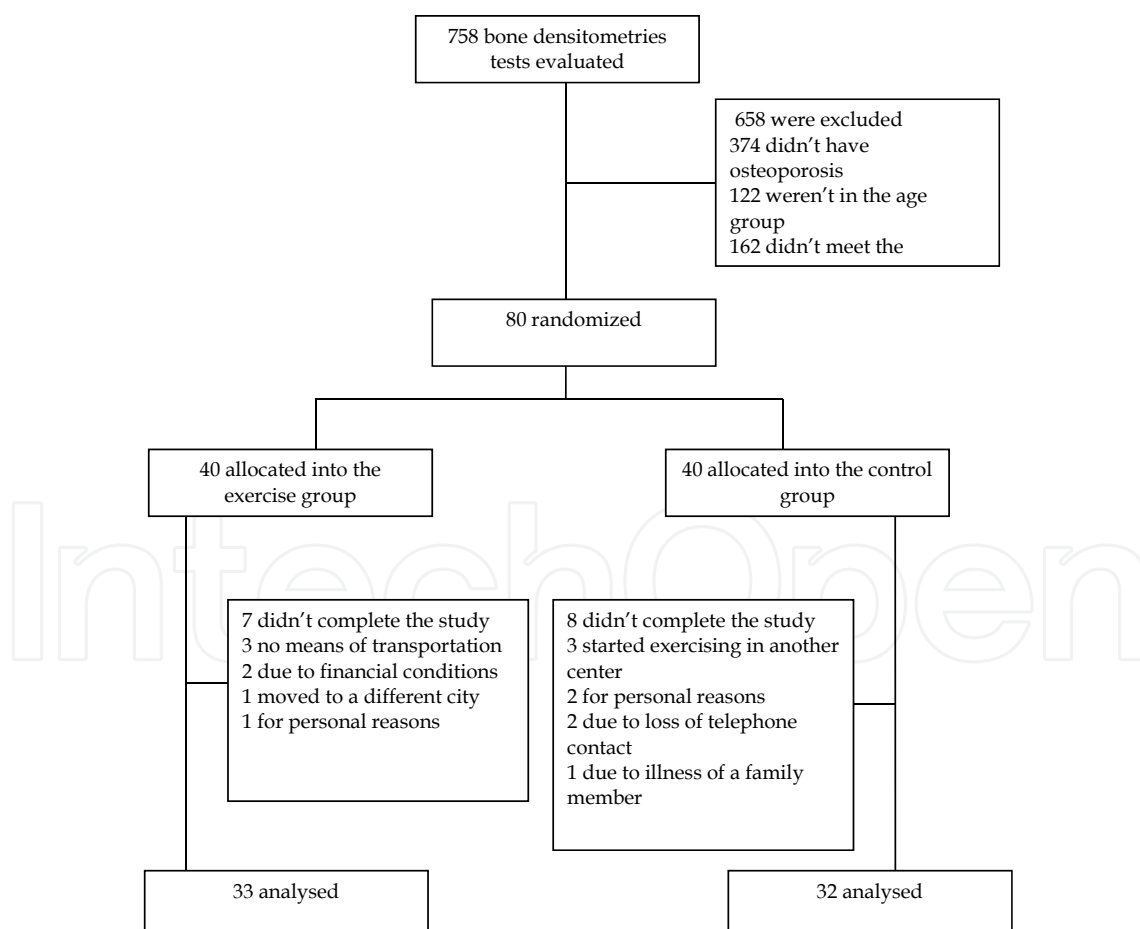 758 bone densitometries
tests evaluated
658 were excluded
374 didn't have
osteoporosis
122 weren't in the age
group
162 didn't meet the
80 randomized
40 allocated into the
exercise group
40 allocated into the control
group
IntechOpen
7 didn't complete the study
3 no means of transportation
2 due to financial conditions
1 moved to a different city
1 for personal reasons
8 didn't complete the study
3 started exercising in another
center
2 for personal reasons
2 due to loss of telephone
contact
1 due to illness of a family
member
33 analysed
32 analysed